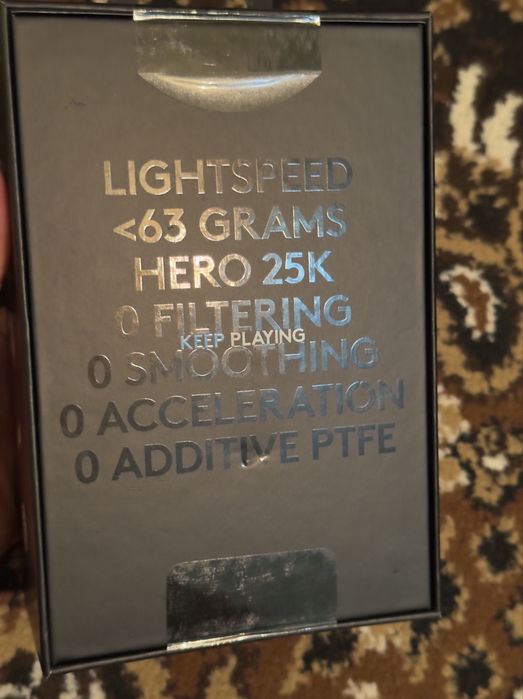 LIGHTSPEED
<63 GRAMS
HERO 25K
0 FILTERING
KEEP PLAYING
0 SMOOTHING
0 ACCELERATION
0 ADDITIVE PTFE